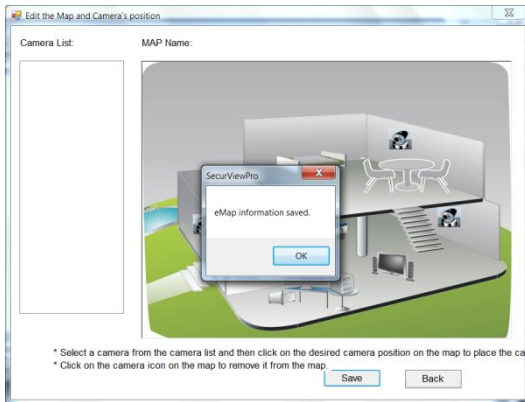 Edit the Map and Camera's position
Camera List:
MAP Name:
SecurViewPro
eMap information saved.
OK
* Select a camera from the camera list and then click on the desired camera position on the map to place the ca
* Click on the camera icon on the map to remove it from the map.
Save
Back